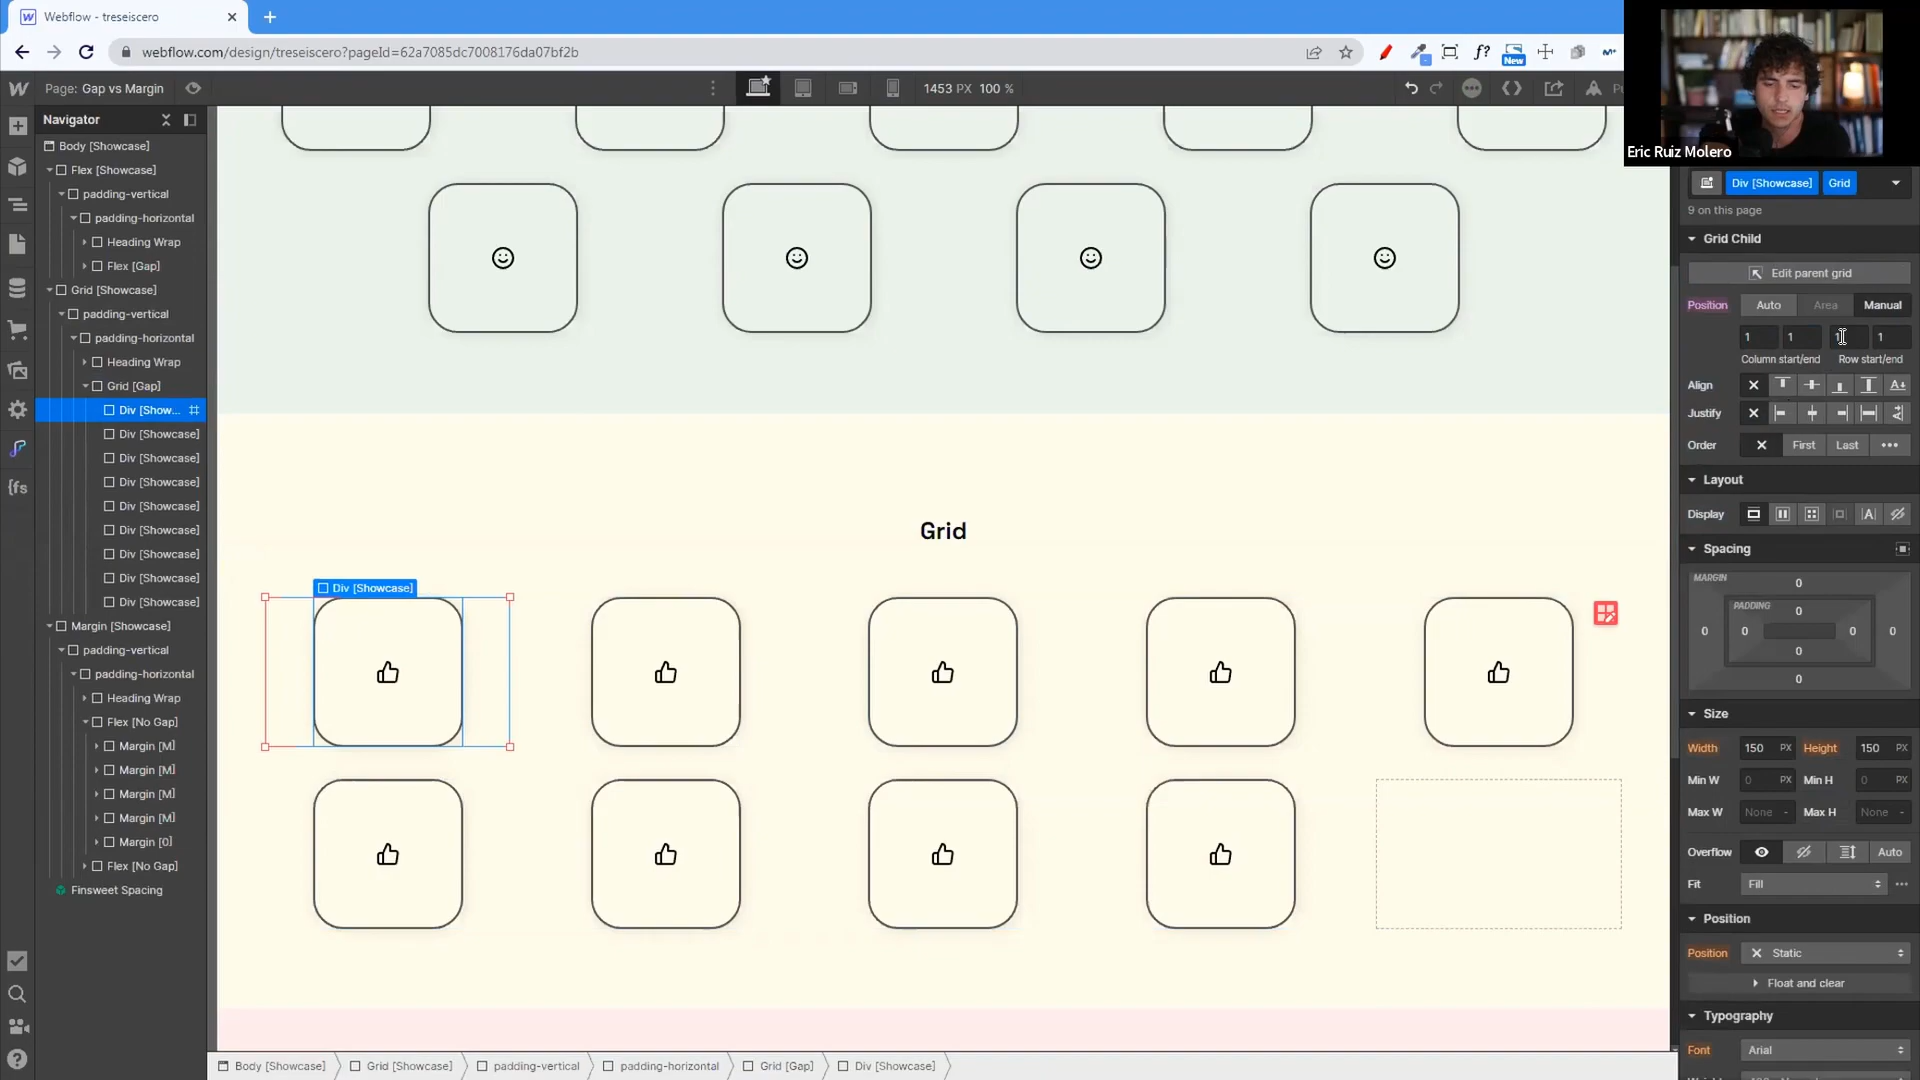 Webflow - treseiscero
webflow.com/design/treseiscero?pageId=62a7085dc7008176da07bf2b
f?
New
Page: Gap vs Margin
1453 PX 100 %
Eric Ruiz Molero
Navigator
Body [Showcase]
Flex [Showcase]
padding-vertical
padding-horizontal
Heading Wrap
Flex [Gap]
Grid [Showcase]
padding-vertical
padding-horizontal
Heading Wrap
Grid [Gap]
Div [Show...
Div [Showcase]
Div [Showcase]
Div [Showcase]
Div [Showcase]
Div [Showcase]
Div [Showcase]
Div [Showcase]
Div [Showcase]
Margin [Showcase]
padding-vertical
padding-horizontal
Heading Wrap
Flex [No Gap]
Margin [M]
Margin [M]
Margin [M]
Margin [M]
Margin [0]
Flex [No Gap]
Finsweet Spacing
Grid
Div [Showcase]
Div [Showcase] Grid
9 on this page
Grid Child
Edit parent grid
Position Auto Area Manual
1 1 1 1
Column start/end Row start/end
Align
Justify
Order First Last
Layout
Display
Spacing
MARGIN 0
PADDING 0
0 0 0 0
0
0
Size
Width 150 PX Height 150 PX
Min W 0 PX Min H 0 PX
Max W None - Max H None -
Overflow Auto
Fit Fill
Position
Position Static
Float and clear
Typography
Font Arial
Body [Showcase] Grid [Showcase] padding-vertical padding-horizontal Grid [Gap] Div [Showcase]